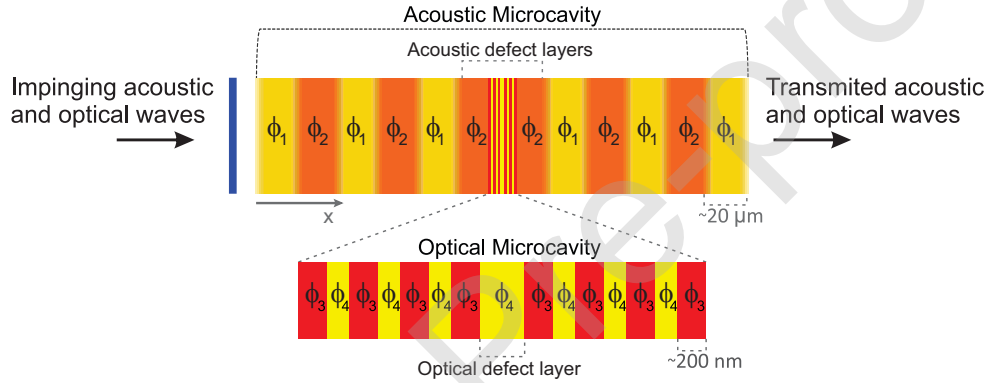 Acoustic Microcavity
Acoustic defect layers
Impinging acoustic
and optical waves
ϕ1 ϕ2 ϕ1 ϕ2 ϕ1 ϕ2 ϕ2 ϕ1 ϕ2 ϕ1 ϕ2 ϕ1
Transmited acoustic
and optical waves
x
~20 µm
Optical Microcavity
ϕ3 ϕ4 ϕ3 ϕ4 ϕ3 ϕ4 ϕ3 ϕ4 ϕ3 ϕ4 ϕ3 ϕ4 ϕ3 ϕ4 ϕ3
Optical defect layer
~200 nm
Pre-pro